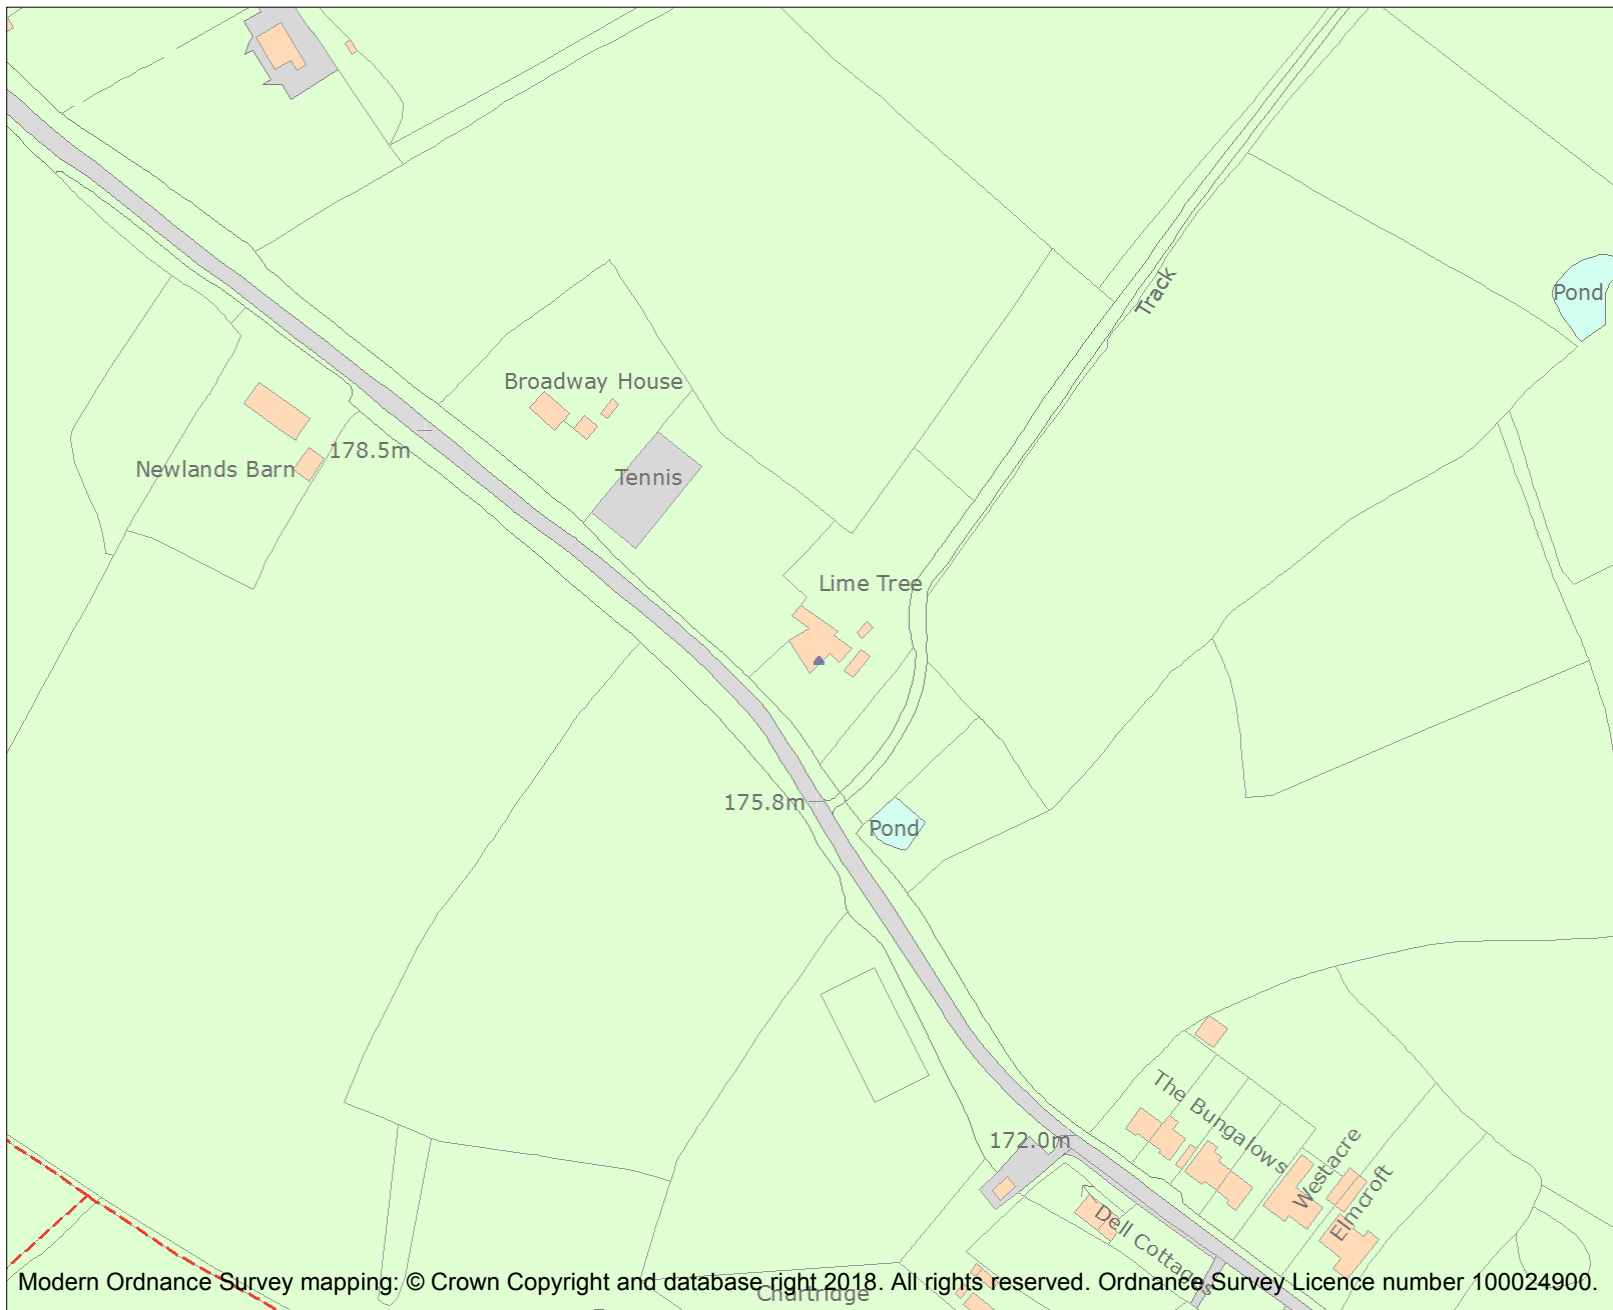 Track
Pond
Broadway House
178.5m
Newlands Barn
Tennis
Lime Tree
175.8m
Pond
The Bungalows
172.0m
Westacre
Elmcroft
Dell Cottages
Modern Ordnance Survey mapping: © Crown Copyright and database right 2018. All rights reserved. Ordnance Survey Licence number 100024900.
Chartridge